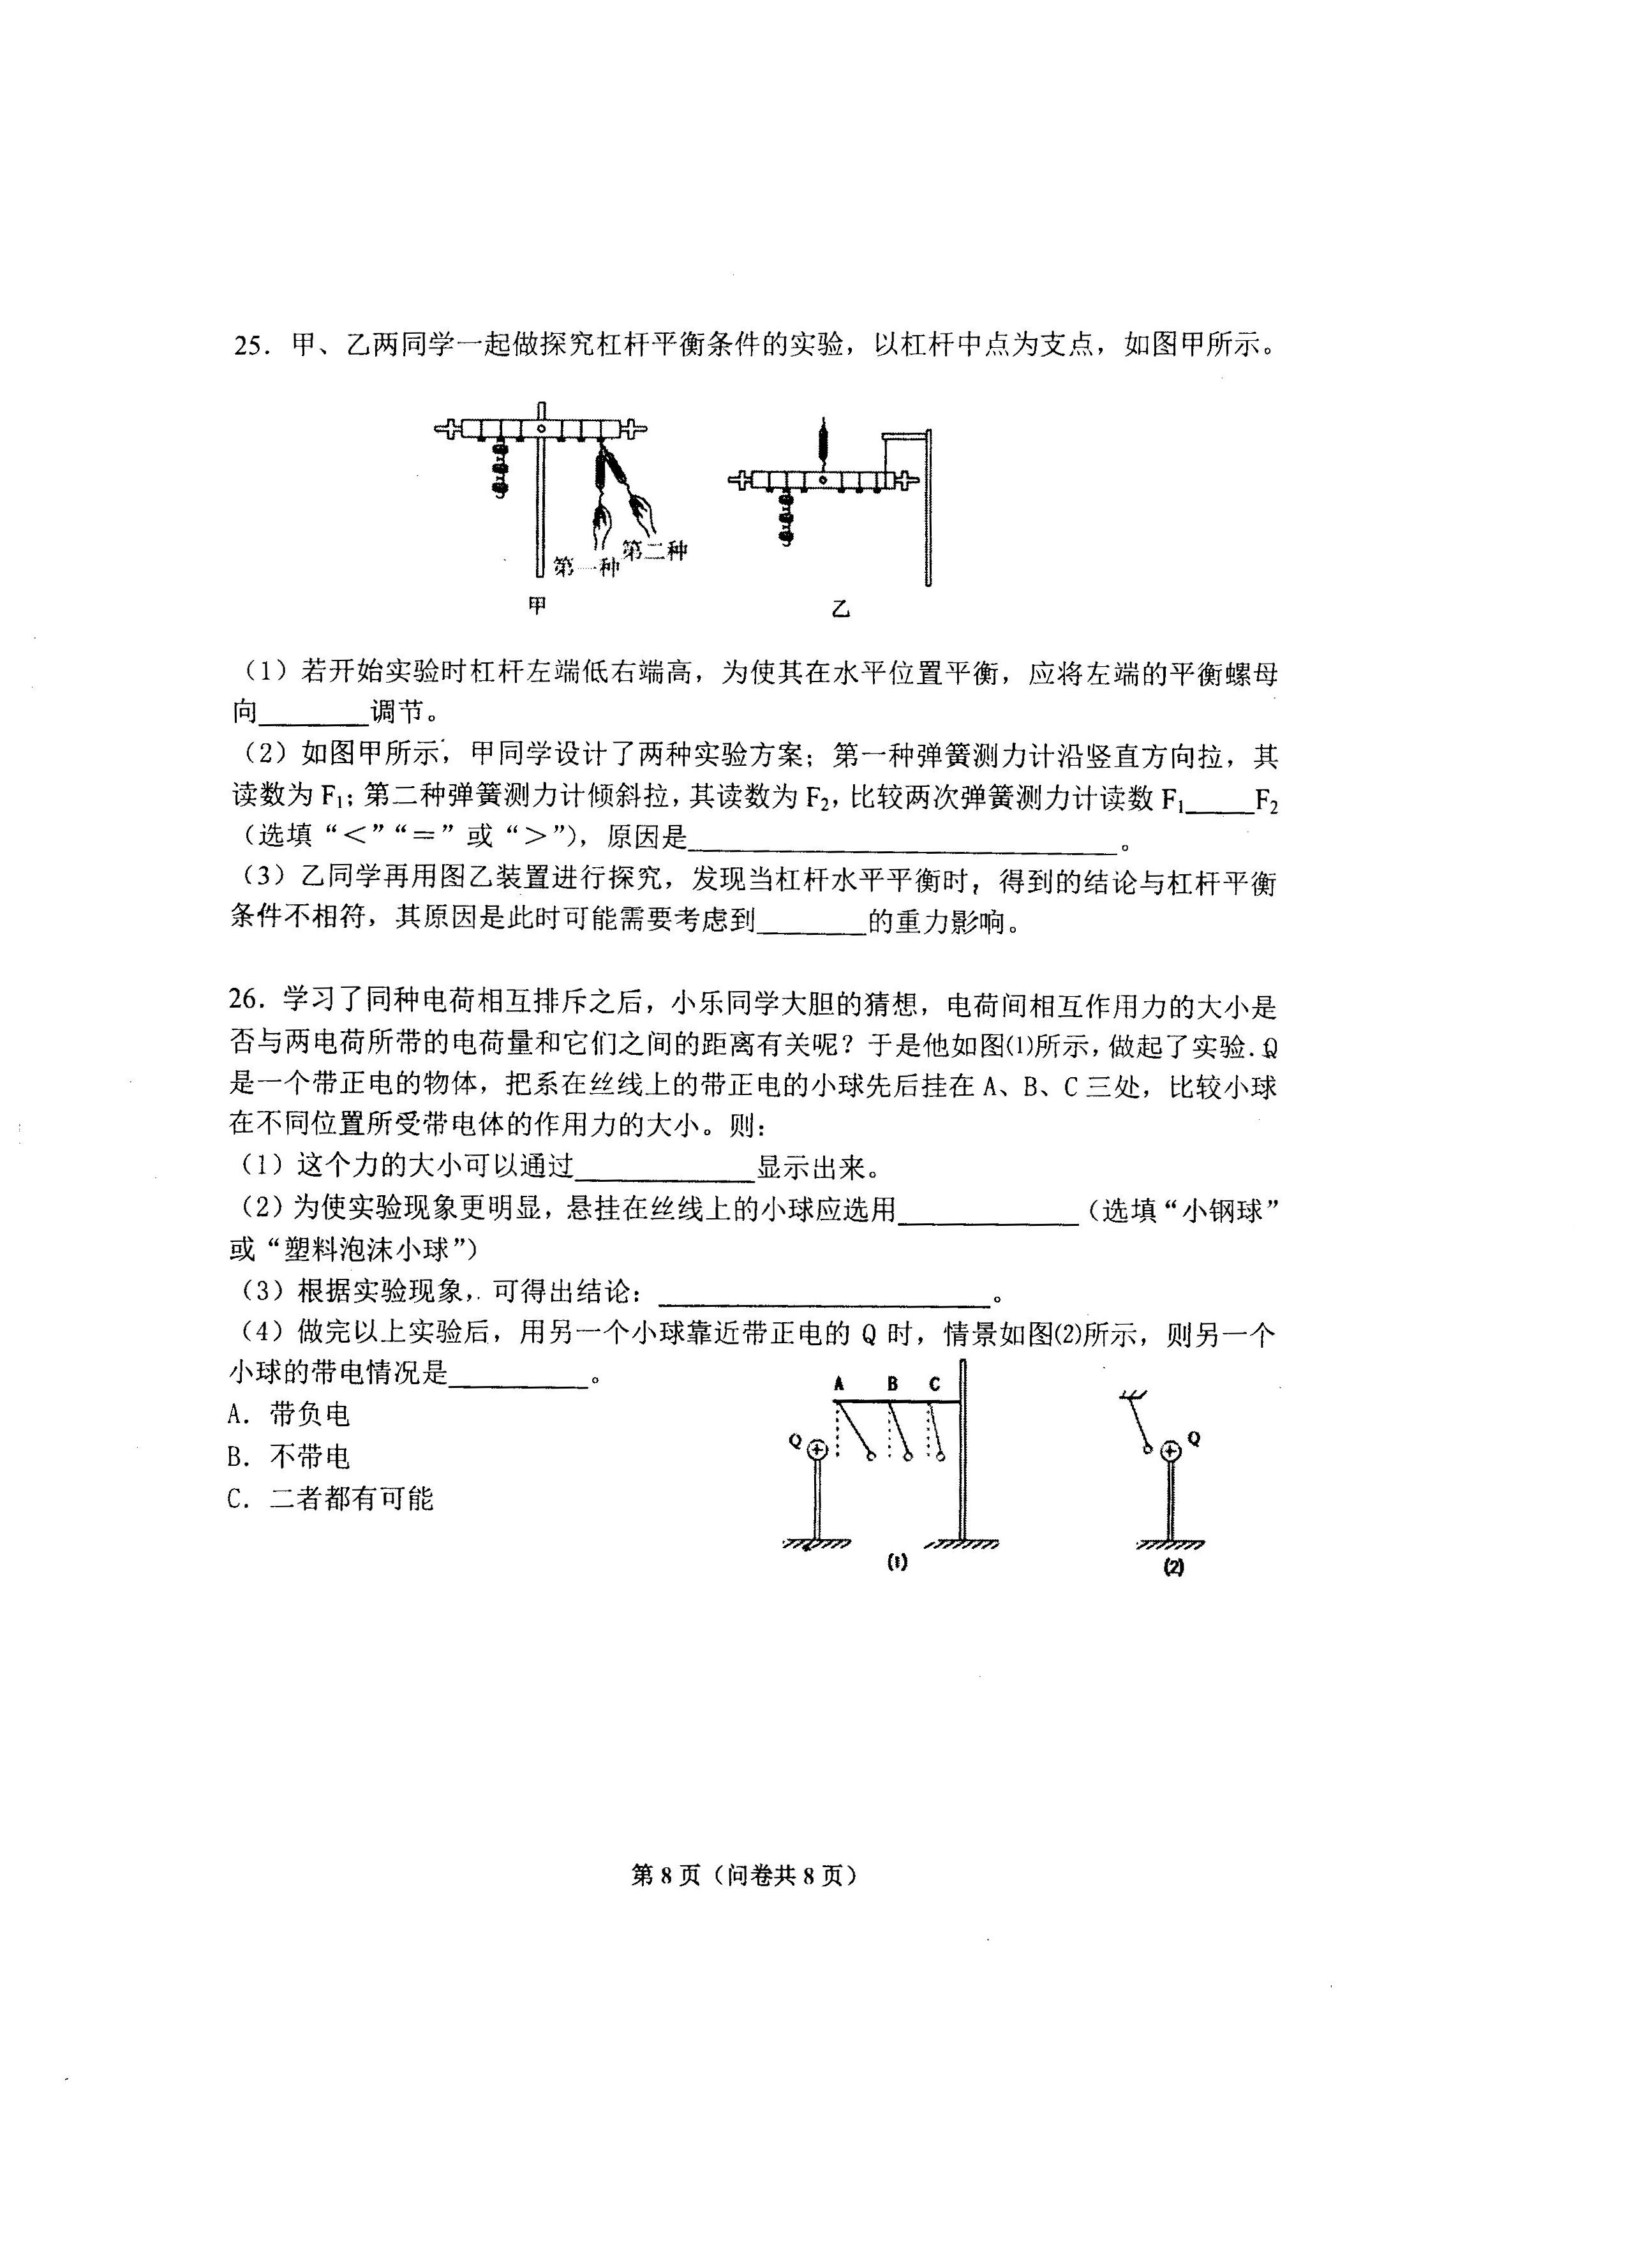 25. 甲、乙两同学一起做探究杠杆平衡条件的实验，以杠杆中点为支点，如图甲所示。
第一种
第二种
甲
乙
（1）若开始实验时杠杆左端低右端高，为使其在水平位置平衡，应将左端的平衡螺母
向________调节。
（2）如图甲所示，甲同学设计了两种实验方案；第一种弹簧测力计沿竖直方向拉，其
读数为 F₁；第二种弹簧测力计倾斜拉，其读数为 F₂，比较两次弹簧测力计读数 F₁_____F₂
（选填“＜”“＝”或“＞”），原因是______________________________。
（3）乙同学再用图乙装置进行探究，发现当杠杆水平平衡时，得到的结论与杠杆平衡
条件不相符，其原因是此时可能需要考虑到________的重力影响。
26. 学习了同种电荷相互排斥之后，小乐同学大胆的猜想，电荷间相互作用力的大小是
否与两电荷所带的电荷量和它们之间的距离有关呢？于是他如图(1)所示，做起了实验. Q
是一个带正电的物体，把系在丝线上的带正电的小球先后挂在 A、B、C 三处，比较小球
在不同位置所受带电体的作用力的大小。则：
（1）这个力的大小可以通过_____________显示出来。
（2）为使实验现象更明显，悬挂在丝线上的小球应选用_____________（选填“小钢球”
或“塑料泡沫小球”）
（3）根据实验现象，可得出结论：________________________。
（4）做完以上实验后，用另一个小球靠近带正电的 Q 时，情景如图(2)所示，则另一个
小球的带电情况是__________。
A. 带负电
B. 不带电
C. 二者都有可能
A B C
Q
(1)
Q
(2)
第 8 页（问卷共 8 页）